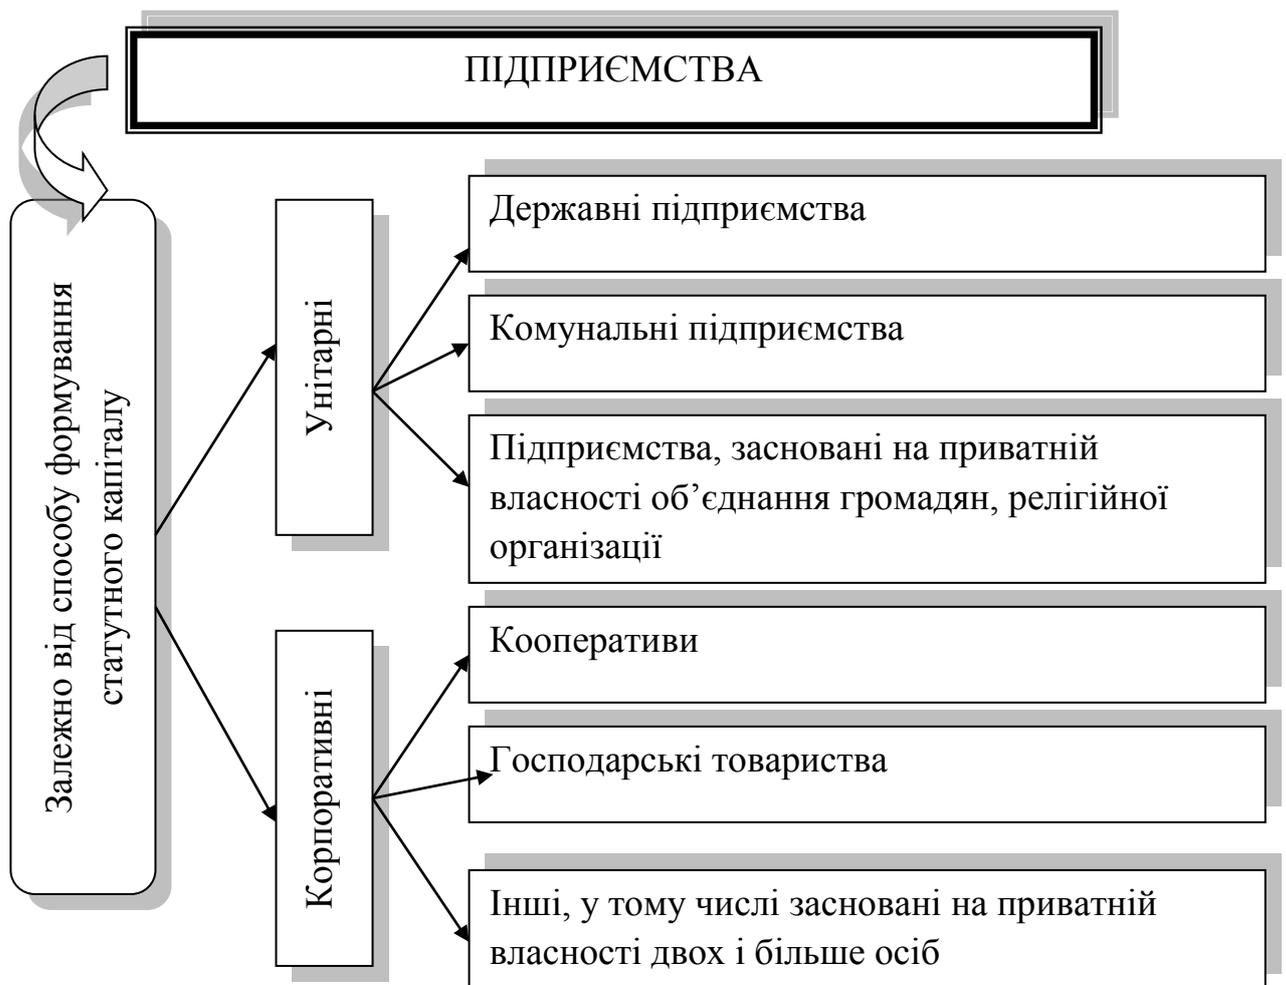 ПІДПРИЄМСТВА
Залежно від способу формування
статутного капіталу
Унітарні
Державні підприємства
Комунальні підприємства
Підприємства, засновані на приватній
власності об’єднання громадян, релігійної
організації
Корпоративні
Кооперативи
Господарські товариства
Інші, у тому числі засновані на приватній
власності двох і більше осіб